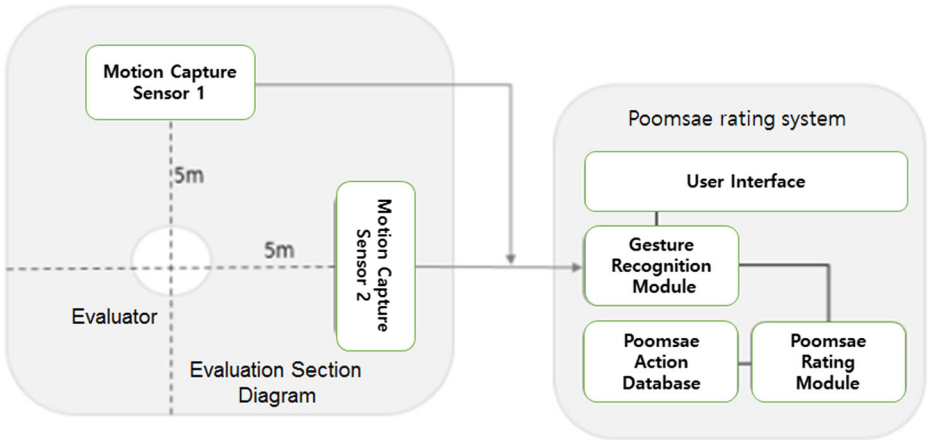 Motion Capture
Sensor 1
5m
5m
Motion Capture
Sensor 2
Evaluator
Evaluation Section
Diagram
Poomsae rating system
User Interface
Gesture
Recognition
Module
Poomsae
Action
Database
Poomsae
Rating
Module